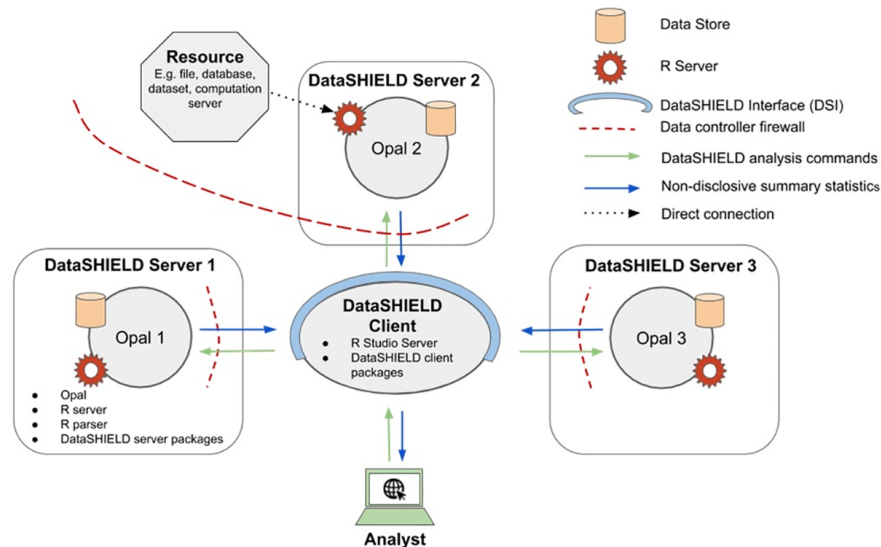 Resource
E.g. file, database,
dataset, computation
server
DataSHIELD Server 2
Opal 2
Data Store
R Server
DataSHIELD Interface (DSI)
Data controller firewall
DataSHIELD analysis commands
Non-disclosive summary statistics
Direct connection
DataSHIELD Server 1
Opal 1
Opal
R server
R parser
DataSHIELD server packages
DataSHIELD
Client
R Studio Server
DataSHIELD client
packages
DataSHIELD Server 3
Opal 3
Analyst